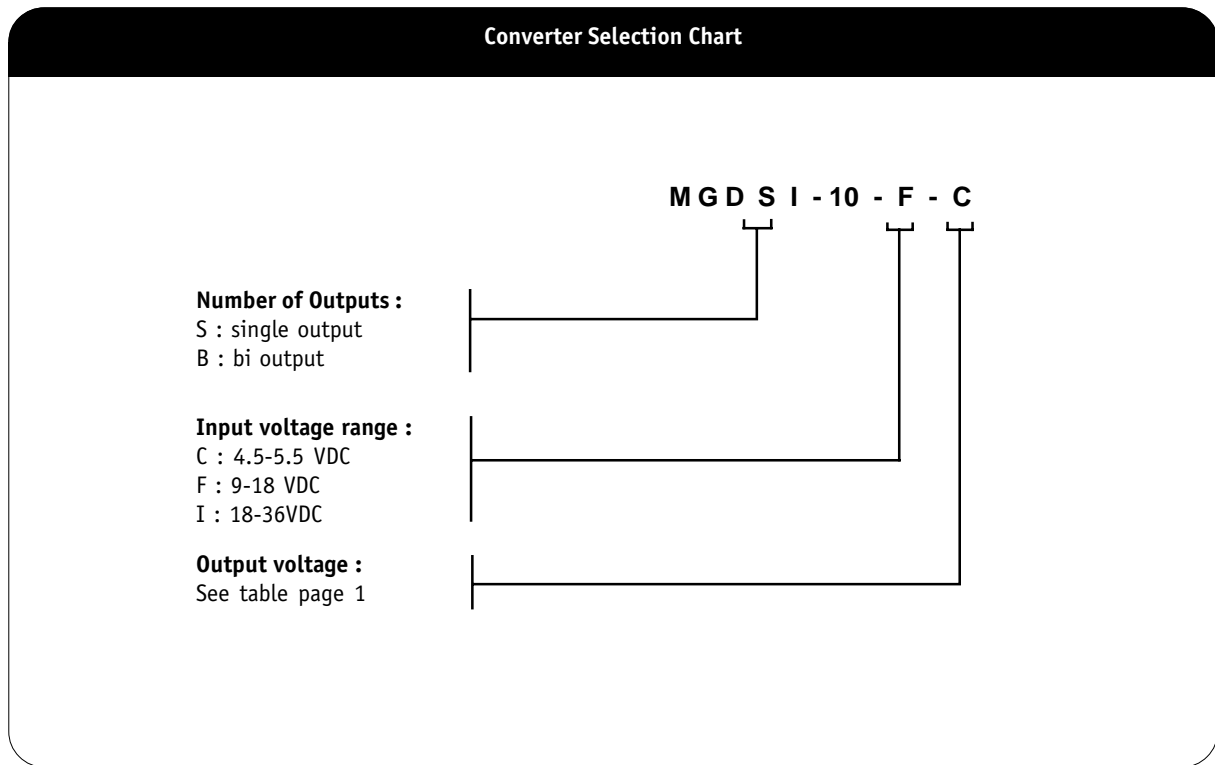 Converter Selection Chart
M G D S I - 10 - F - C
Number of Outputs :
S : single output
B : bi output
Input voltage range :
C : 4.5-5.5 VDC
F : 9-18 VDC
I : 18-36VDC
Output voltage :
See table page 1